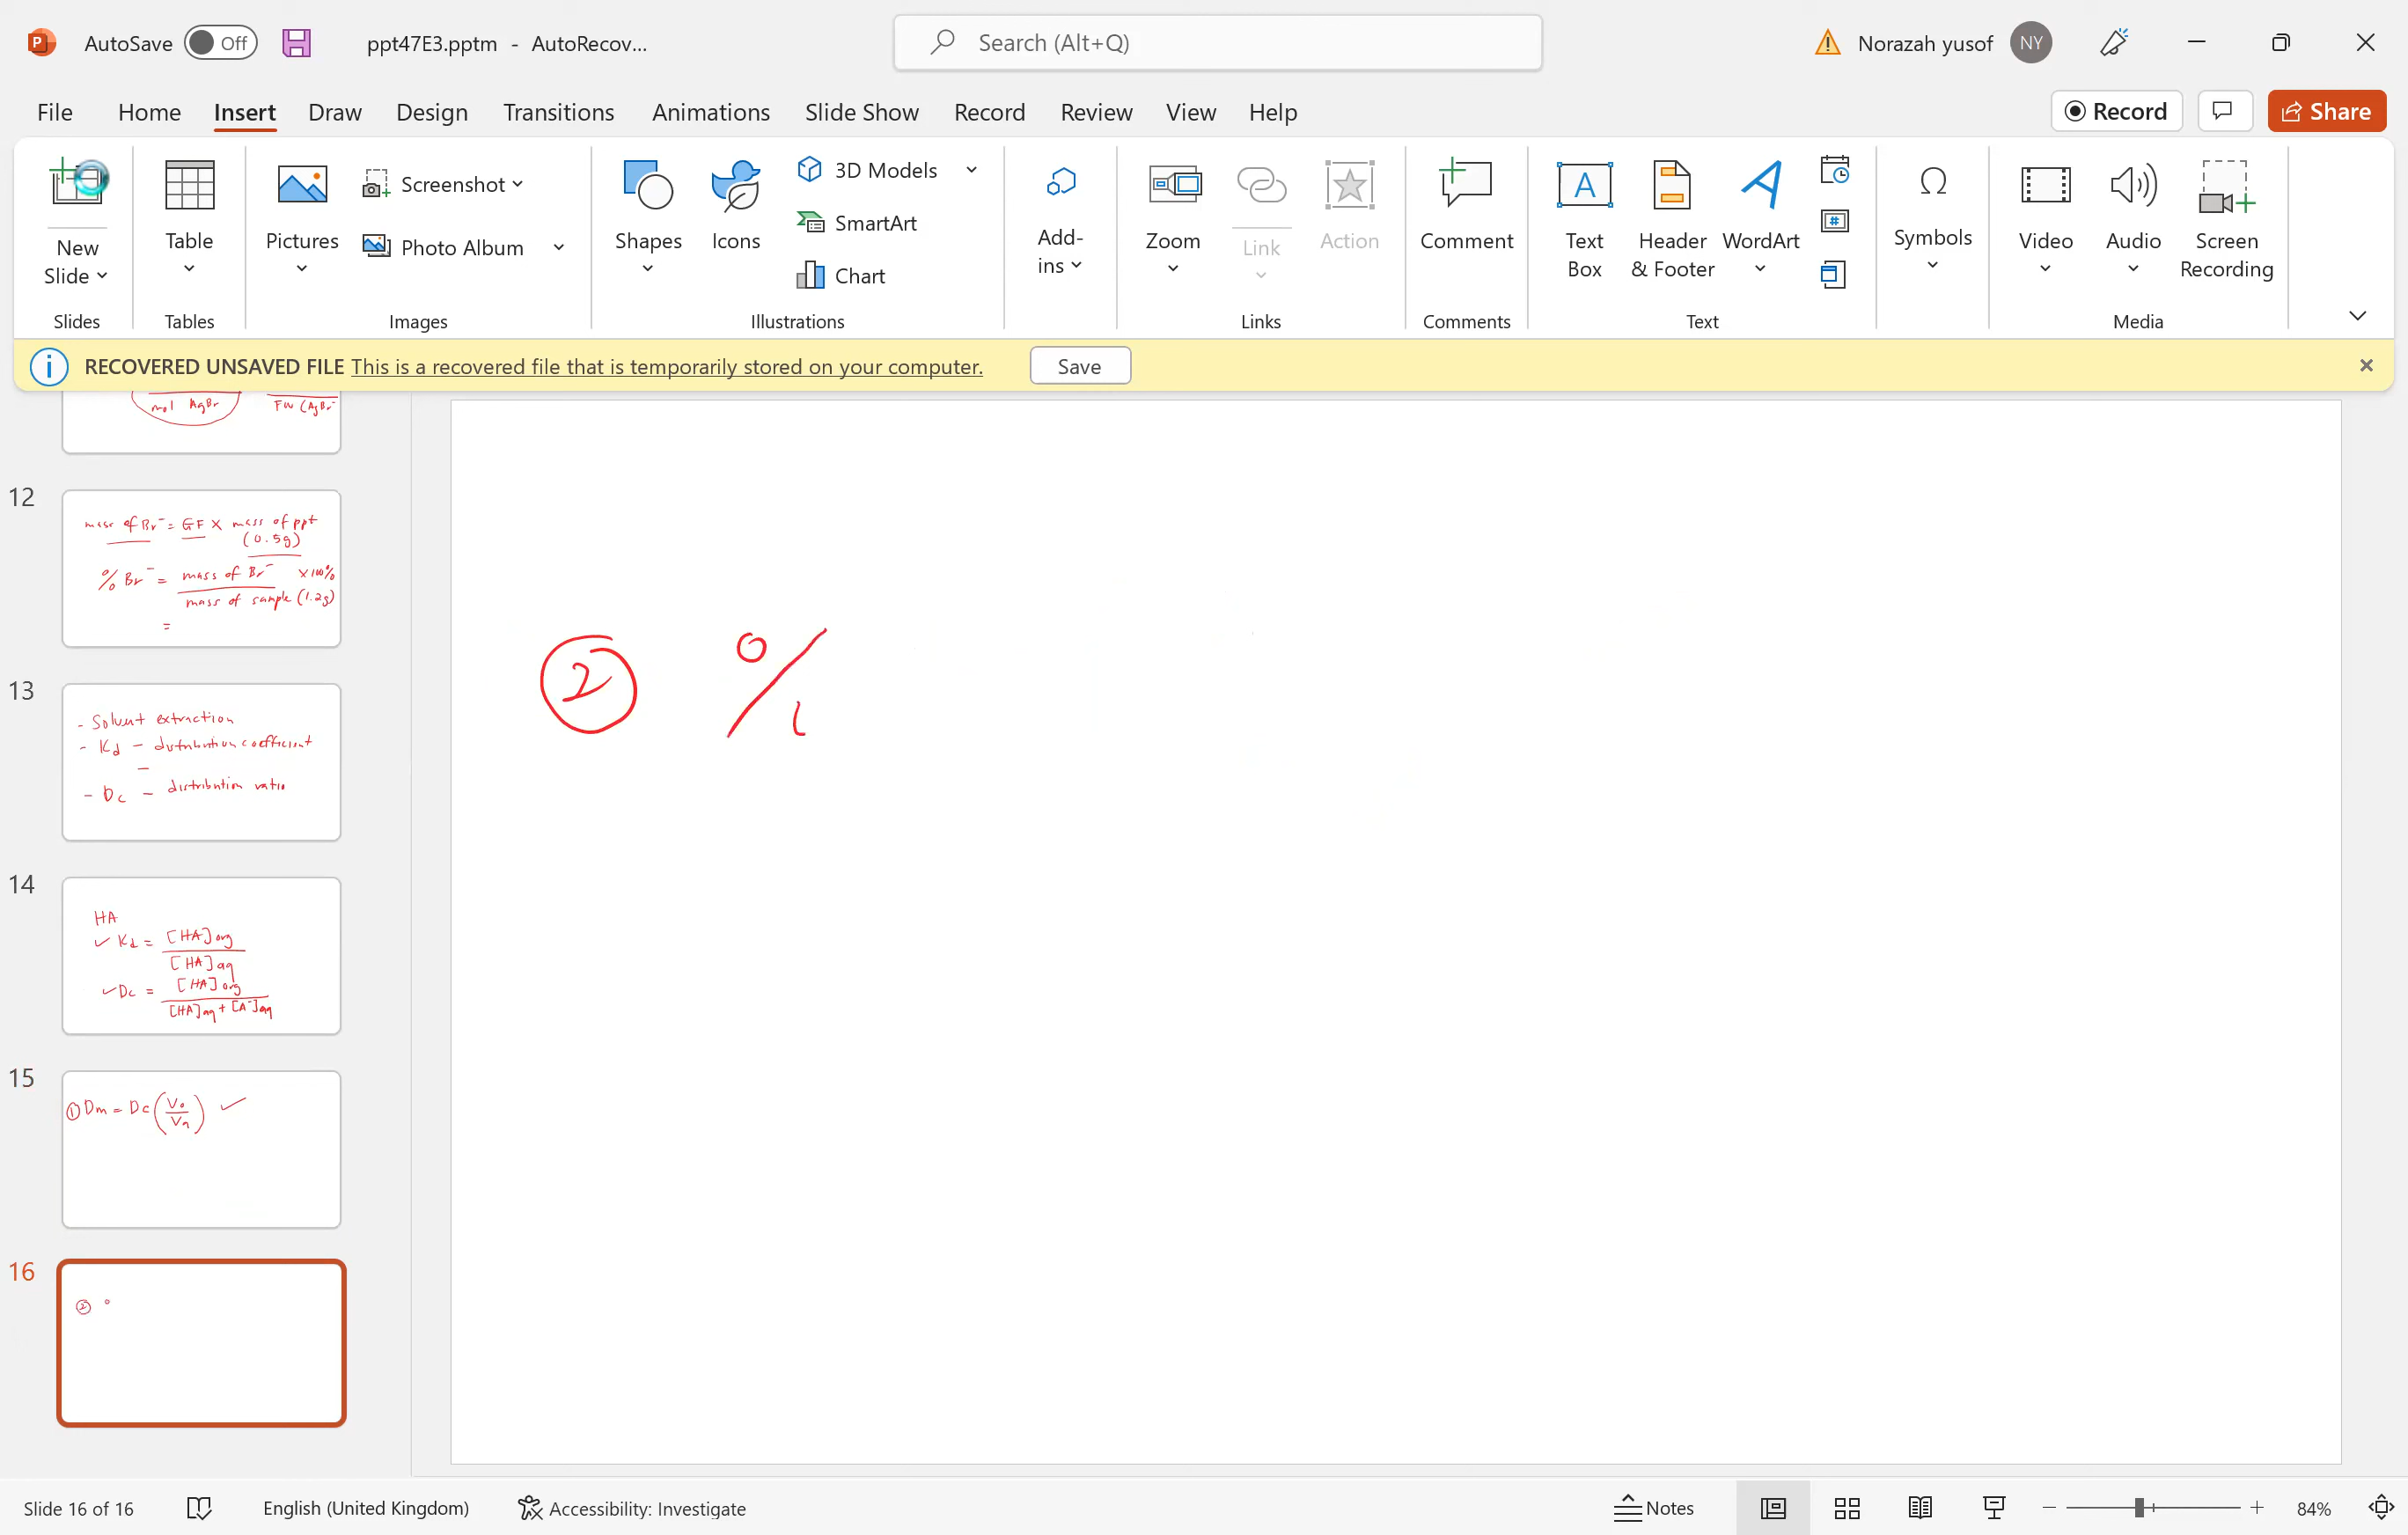 AutoSave Off ppt47E3.pptm - AutoRecov... Search (Alt+Q) Norazah yusof NY
File Home Insert Draw Design Transitions Animations Slide Show Record Review View Help Record Share
New Slide
Table
Pictures
Screenshot
Photo Album
Shapes
Icons
3D Models
SmartArt
Chart
Add-ins
Zoom
Link
Action
Comment
Text Box
Header & Footer
WordArt
Symbols
Video
Audio
Screen Recording
Slides Tables Images Illustrations Links Comments Text Media
RECOVERED UNSAVED FILE This is a recovered file that is temporarily stored on your computer. Save
mol AgBr FW (AgBr
12
mass of Br⁻ = GF X mass of ppt
(0.5g)
% Br⁻ = mass of Br⁻ X 100%
mass of sample (1.2g)
=
13
- Solvent extraction
- Kd - distribution coefficient
-
- Dc - distribution ratio
14
HA
✓ Kd = [HA]org
[HA]aq
✓ Dc = [HA]org
[HA]aq + [A⁻]aq
15
① Dm = Dc (Vo
Va) ✓
16
② °
② %
Slide 16 of 16 English (United Kingdom) Accessibility: Investigate Notes 84%